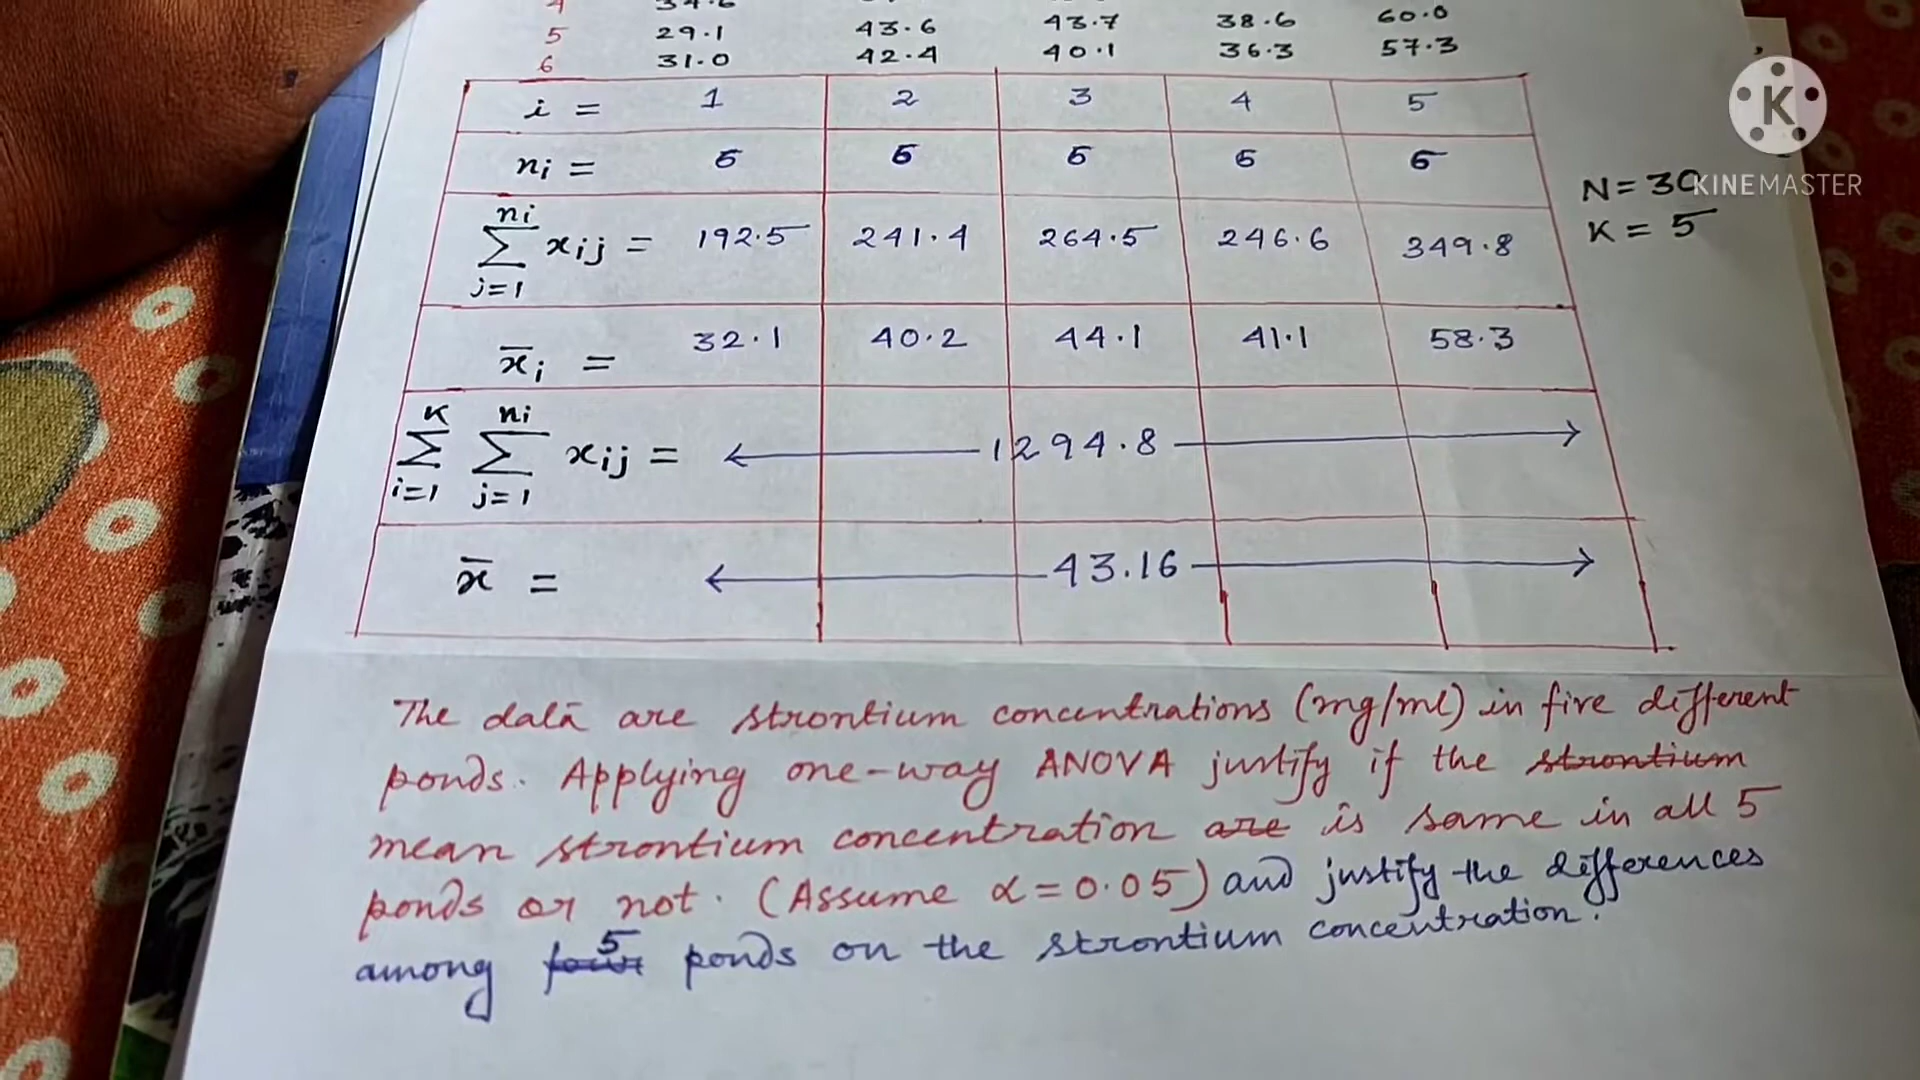 4 34.6
5 29.1 43.6 43.7 38.6 60.0
6 31.0 42.4 40.1 36.3 57.3
i = 1 2 3 4 5
ni = 6 6 6 6 6
N = 30
K = 5
ni
∑ xij = 192.5 241.4 264.5 246.6 349.8
j=1
x̄i = 32.1 40.2 44.1 41.1 58.3
K ni
∑ ∑ xij = 1294.8
i=1 j=1
x̄ = 43.16
The data are strontium concentrations (mg/ml) in five different
ponds. Applying one-way ANOVA justify if the strontium
mean strontium concentration are is same in all 5
ponds or not. (Assume α = 0.05) and justify the differences
among four 5 ponds on the strontium concentration.
K
KINEMASTER